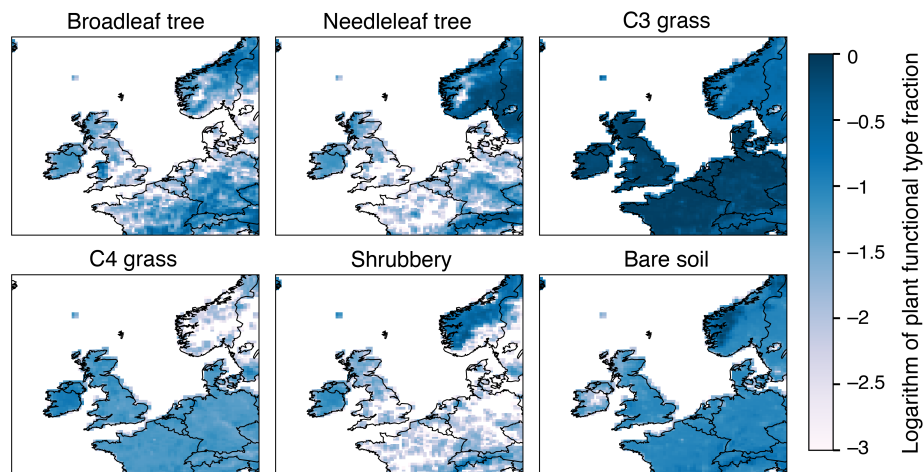 Broadleaf tree
Needleleaf tree
C3 grass
C4 grass
Shrubbery
Bare soil
0
−0.5
−1
−1.5
−2
−2.5
−3
Logarithm of plant functional type fraction